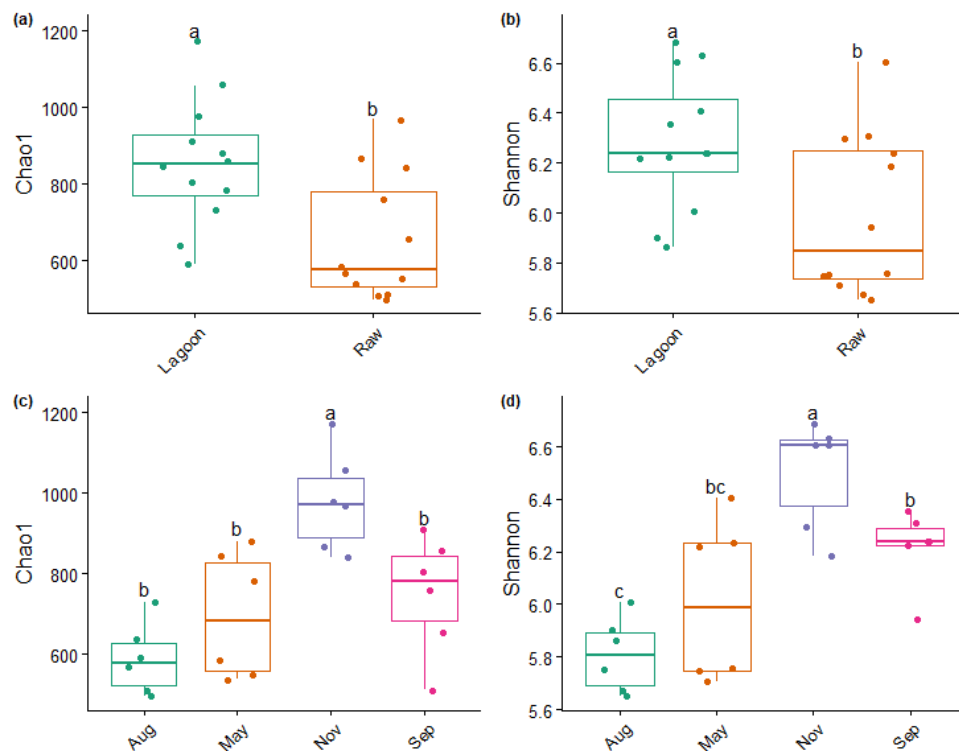 (a)
1200
1000
800
600
Chao1
a
b
Lagoon
Raw
(b)
6.6
6.4
6.2
6.0
5.8
5.6
Shannon
a
b
Lagoon
Raw
(c)
1200
1000
800
600
Chao1
b
b
a
b
Aug
May
Nov
Sep
(d)
6.6
6.4
6.2
6.0
5.8
5.6
Shannon
c
bc
a
b
Aug
May
Nov
Sep